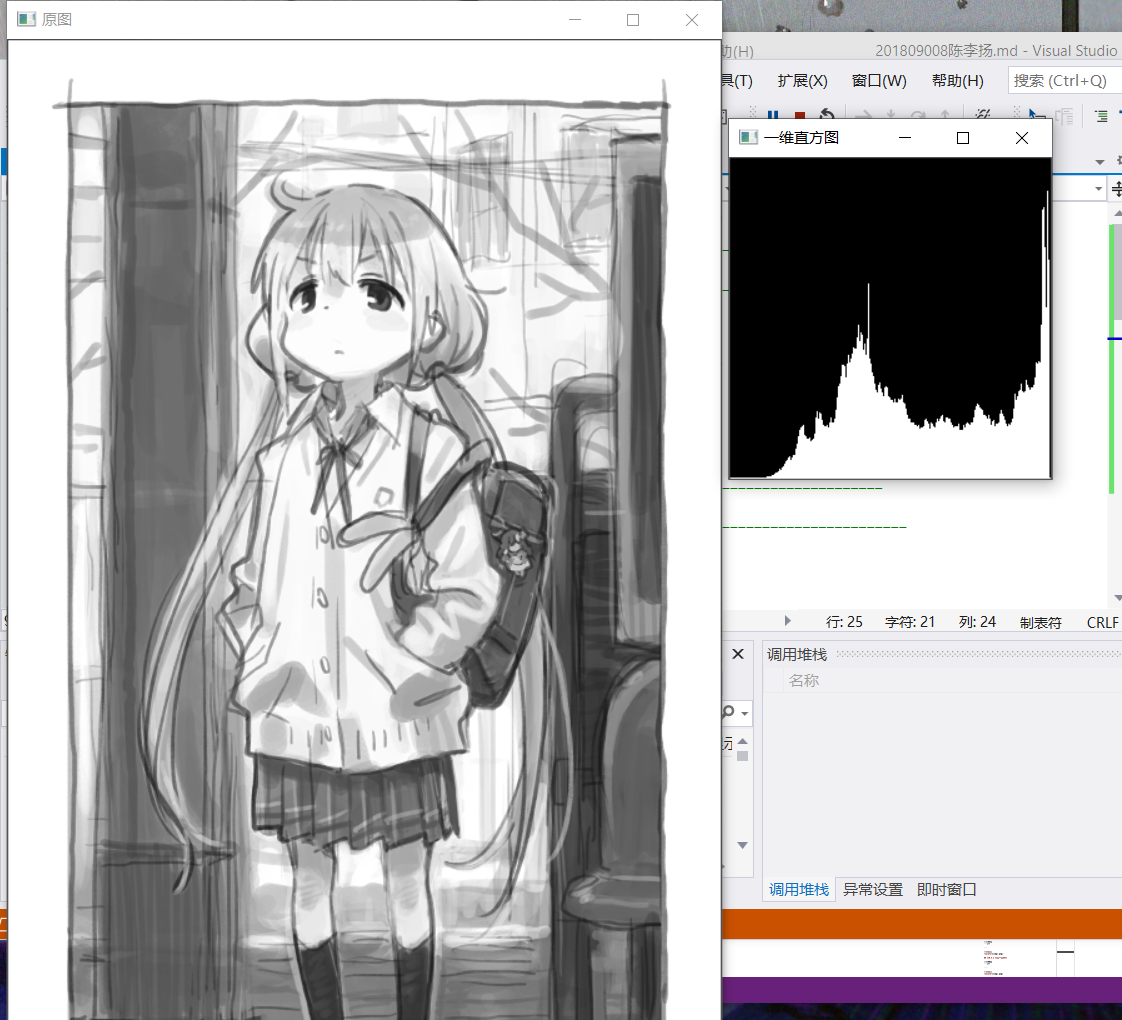 原图
助(H)
201809008陈李扬.md - Visual Studio
具(T)
扩展(X)
窗口(W)
帮助(H)
搜索 (Ctrl+Q)
一维直方图
行: 25
字符: 21
列: 24
制表符
CRLF
调用堆栈
名称
调用堆栈
异常设置
即时窗口